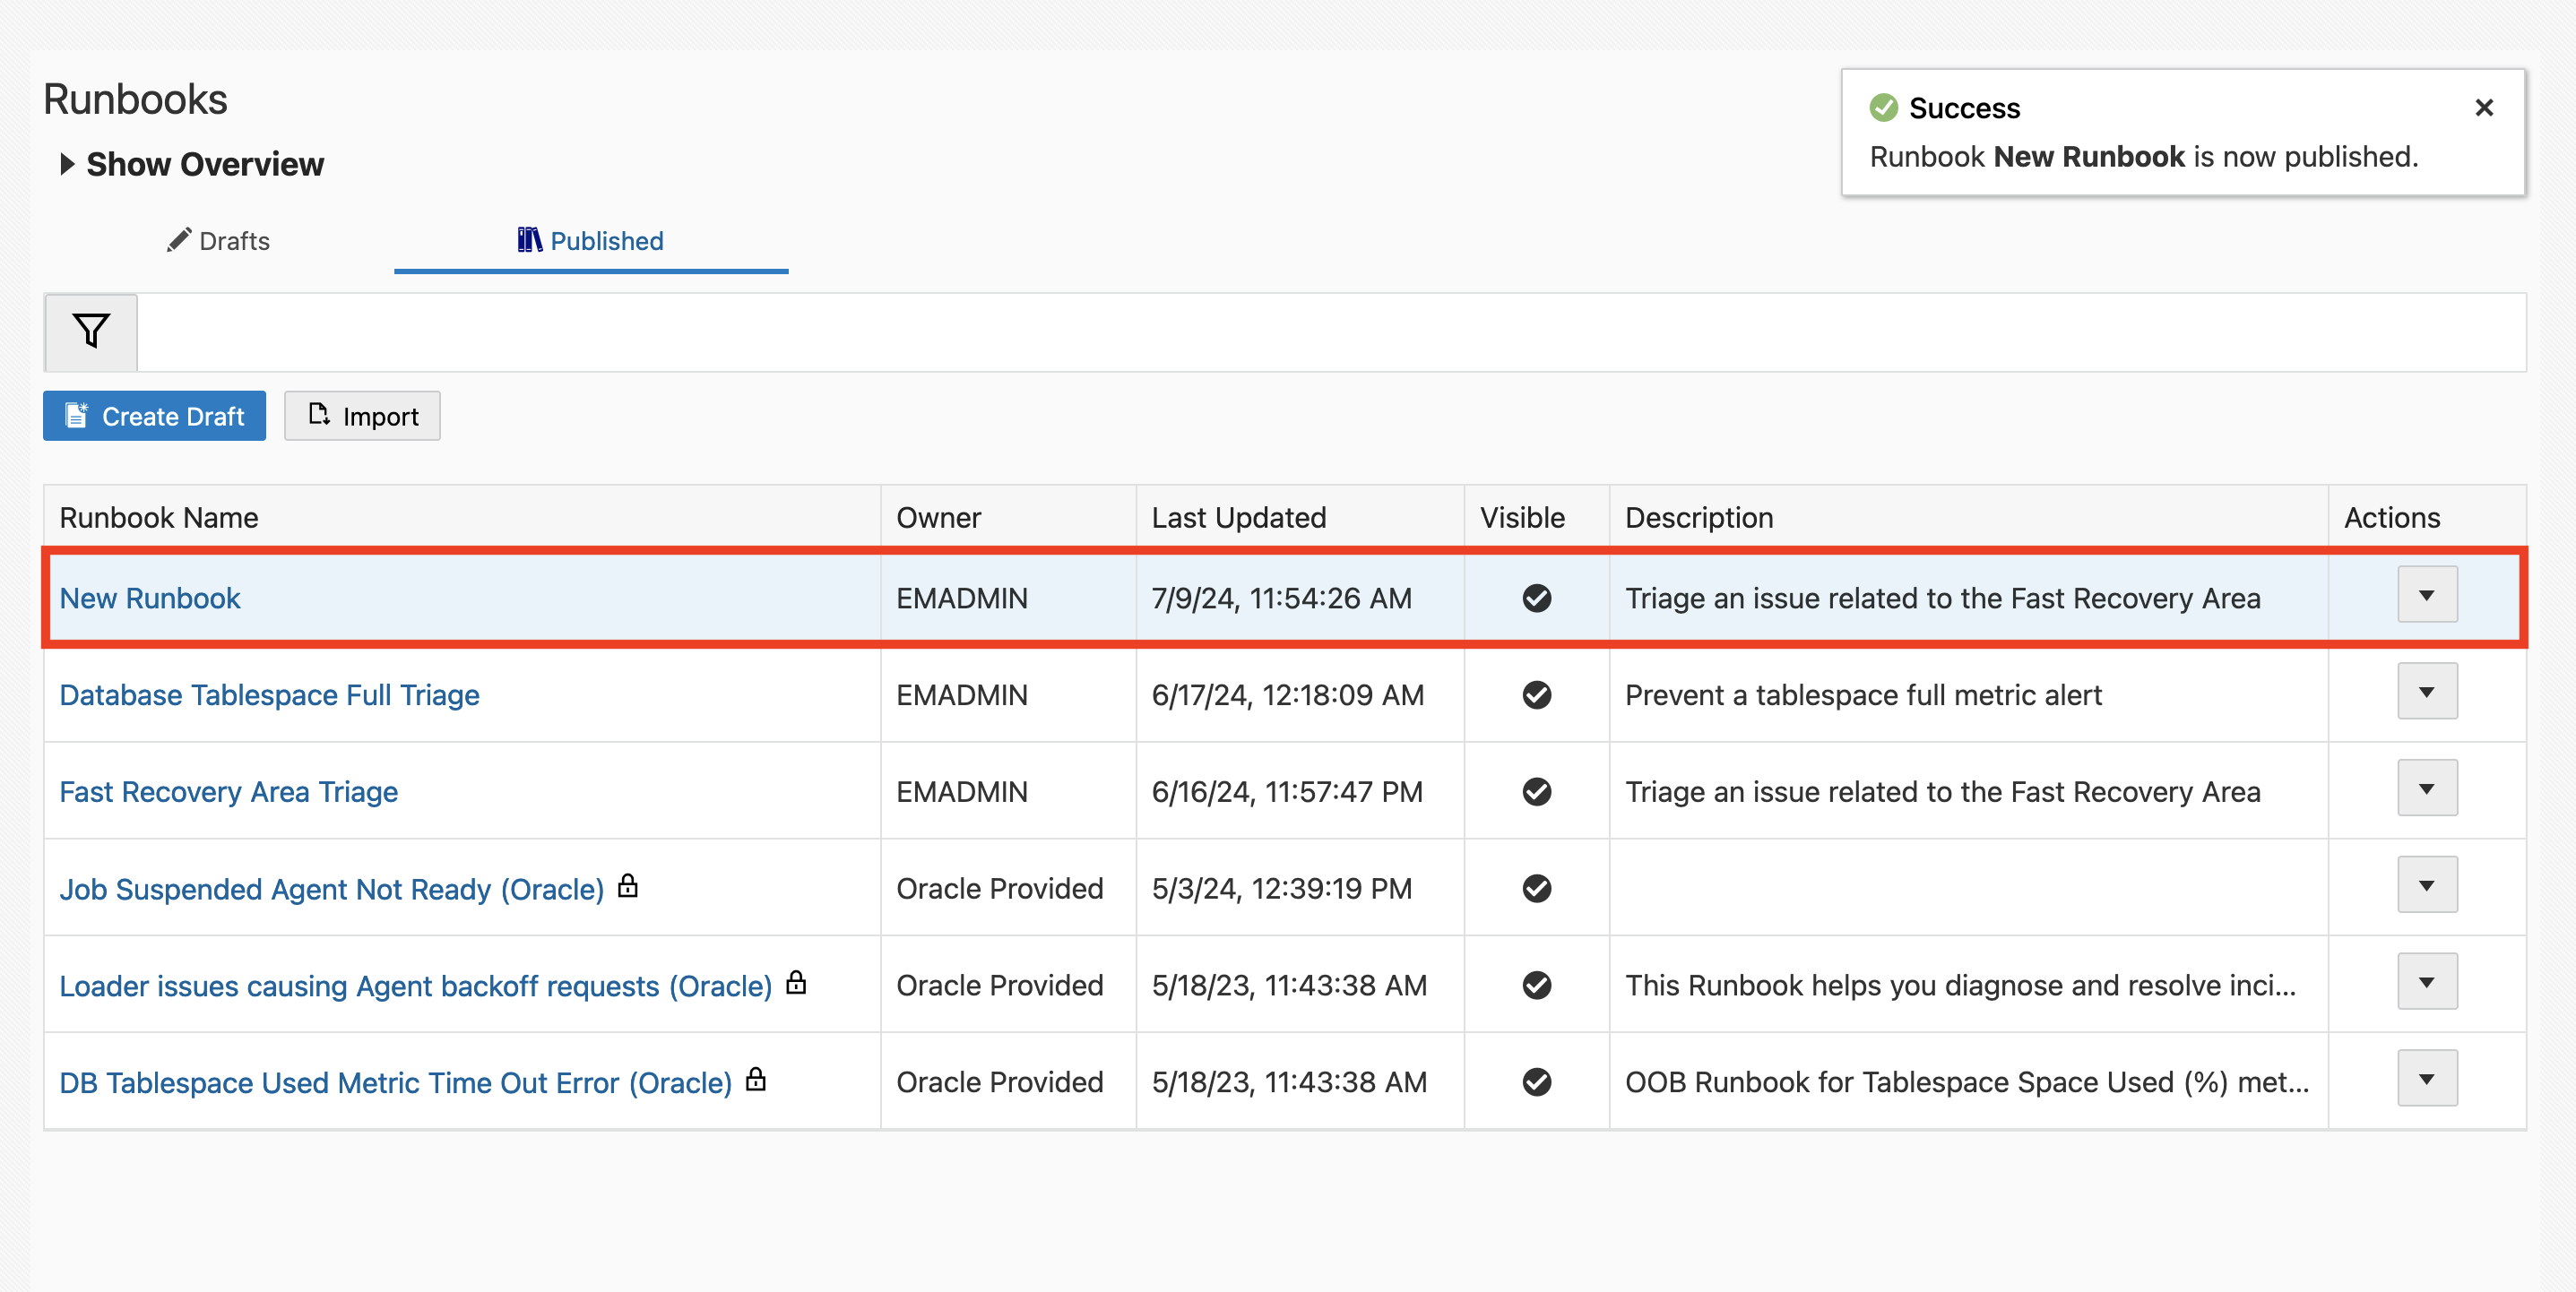 Runbooks
Success
Runbook New Runbook is now published.
Show Overview
Drafts Published
Create Draft Import
Runbook Name Owner Last Updated Visible Description Actions
New Runbook EMADMIN 7/9/24, 11:54:26 AM Triage an issue related to the Fast Recovery Area
Database Tablespace Full Triage EMADMIN 6/17/24, 12:18:09 AM Prevent a tablespace full metric alert
Fast Recovery Area Triage EMADMIN 6/16/24, 11:57:47 PM Triage an issue related to the Fast Recovery Area
Job Suspended Agent Not Ready (Oracle) Oracle Provided 5/3/24, 12:39:19 PM
Loader issues causing Agent backoff requests (Oracle) Oracle Provided 5/18/23, 11:43:38 AM This Runbook helps you diagnose and resolve inci...
DB Tablespace Used Metric Time Out Error (Oracle) Oracle Provided 5/18/23, 11:43:38 AM OOB Runbook for Tablespace Space Used (%) met...